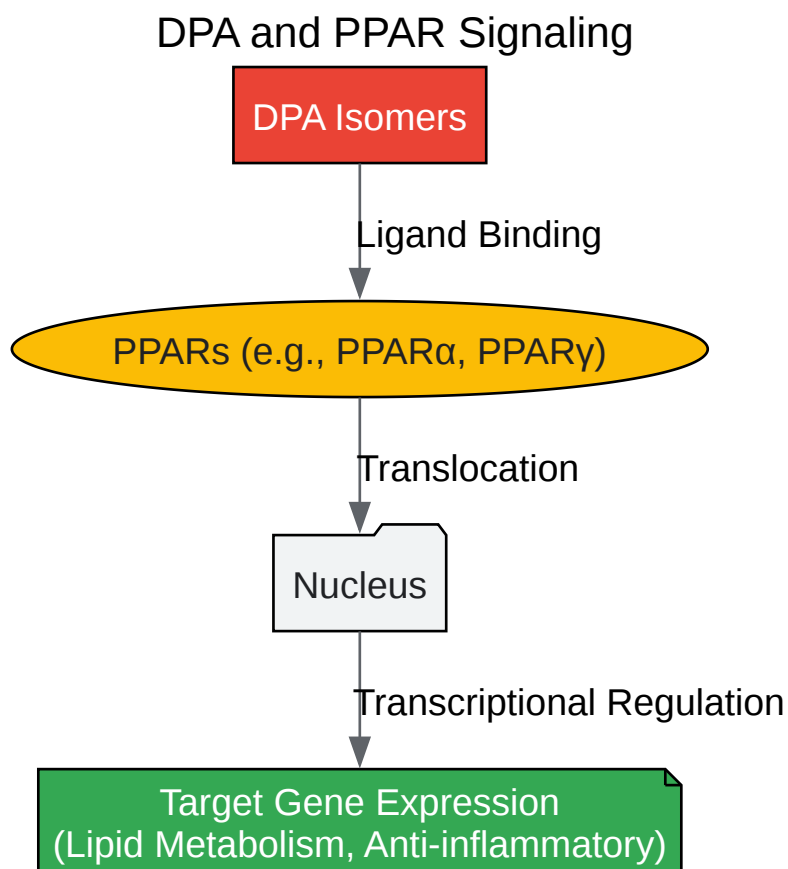 DPA and PPAR Signaling
DPA Isomers
Ligand Binding
PPARs (e.g., PPARα, PPARγ)
Translocation
Nucleus
Transcriptional Regulation
Target Gene Expression
(Lipid Metabolism, Anti-inflammatory)